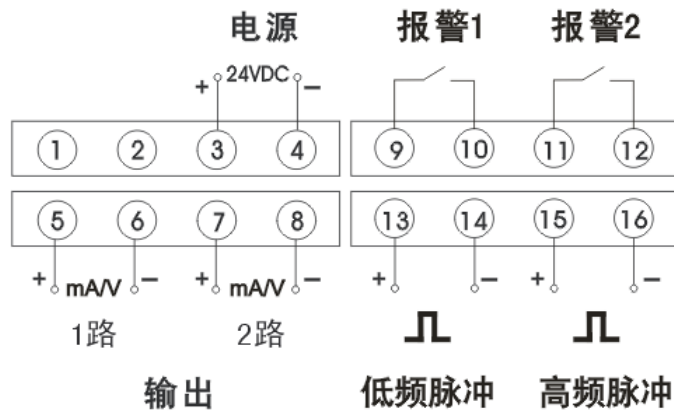 电源 报警1 报警2
+ 24VDC −
1 2 3 4 9 10 11 12
5 6 7 8 13 14 15 16
+ mA/V − + mA/V − + − + −
1路 2路
输出 低频脉冲 高频脉冲